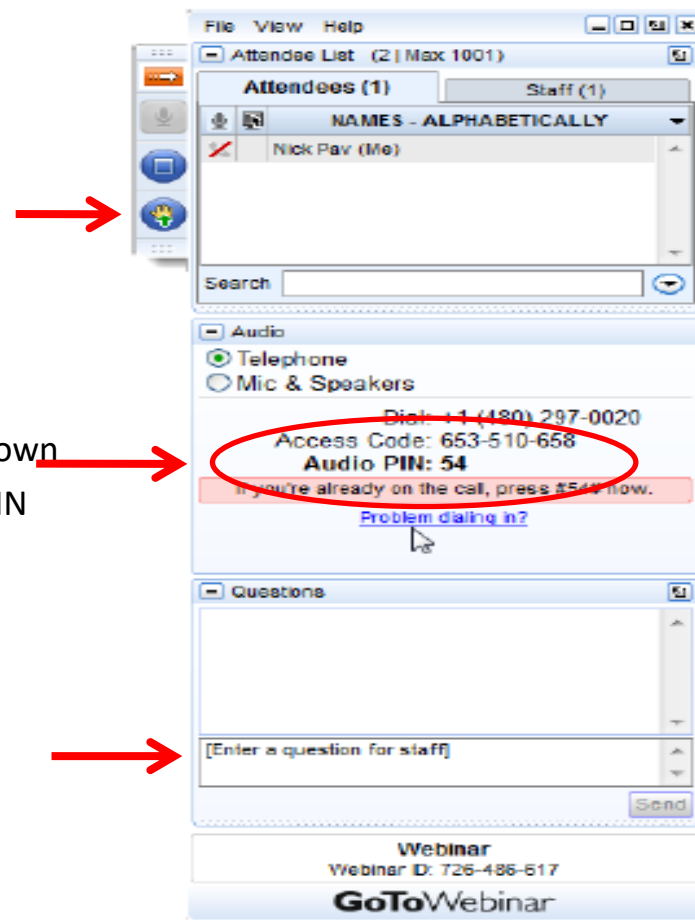 File View Help
Attendee List (2 | Max 1001)
Attendees (1) Staff (1)
NAMES - ALPHABETICALLY
Nick Pav (Me)
Search
Audio
Telephone
Mic & Speakers
Dial: +1 (480) 297-0020
Access Code: 653-510-658
own
Audio PIN: 54
If you're already on the call, press #54# now.
IN
Problem dialing in?
Questions
[Enter a question for staff]
Send
Webinar
Webinar ID: 726-486-617
GoToWebinar